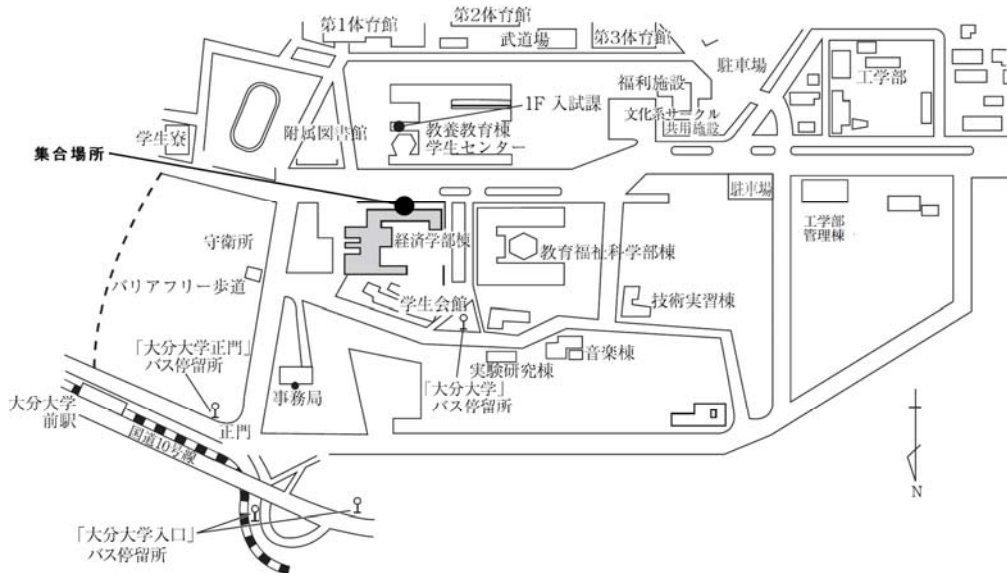 第1体育館
第2体育館
武道場
第3体育館
駐車場
工学部
福利施設
1F 入試課
文化系サークル
共用施設
教養教育棟
学生センター
附属図書館
学生寮
集合場所
駐車場
工学部
管理棟
守衛所
経済学部棟
教育福祉科学部棟
バリアフリー歩道
学生会館
技術実習棟
「大分大学正門」
バス停留所
音楽棟
実験研究棟
事務局
「大分大学」
バス停留所
大分大学
前駅
正門
国道10号線
N
「大分大学入口」
バス停留所